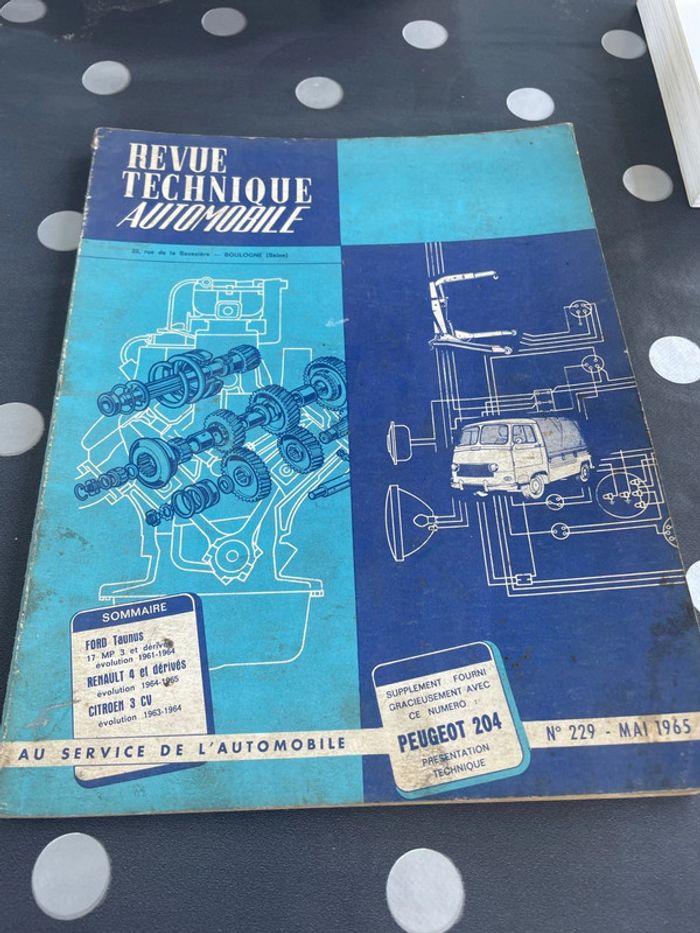 REVUE
TECHNIQUE
AUTOMOBILE
22, rue de la Saussière — BOULOGNE (Seine)
SOMMAIRE
FORD Taunus
17 MP 3 et dérivés
évolution 1961-1964
RENAULT 4 et dérivés
évolution 1964-1965
CITROEN 3 CV
évolution 1963-1964
SUPPLEMENT FOURNI
GRACIEUSEMENT AVEC
CE NUMERO :
PEUGEOT 204
PRESENTATION
TECHNIQUE
AU SERVICE DE L'AUTOMOBILE
N° 229 - MAI 1965